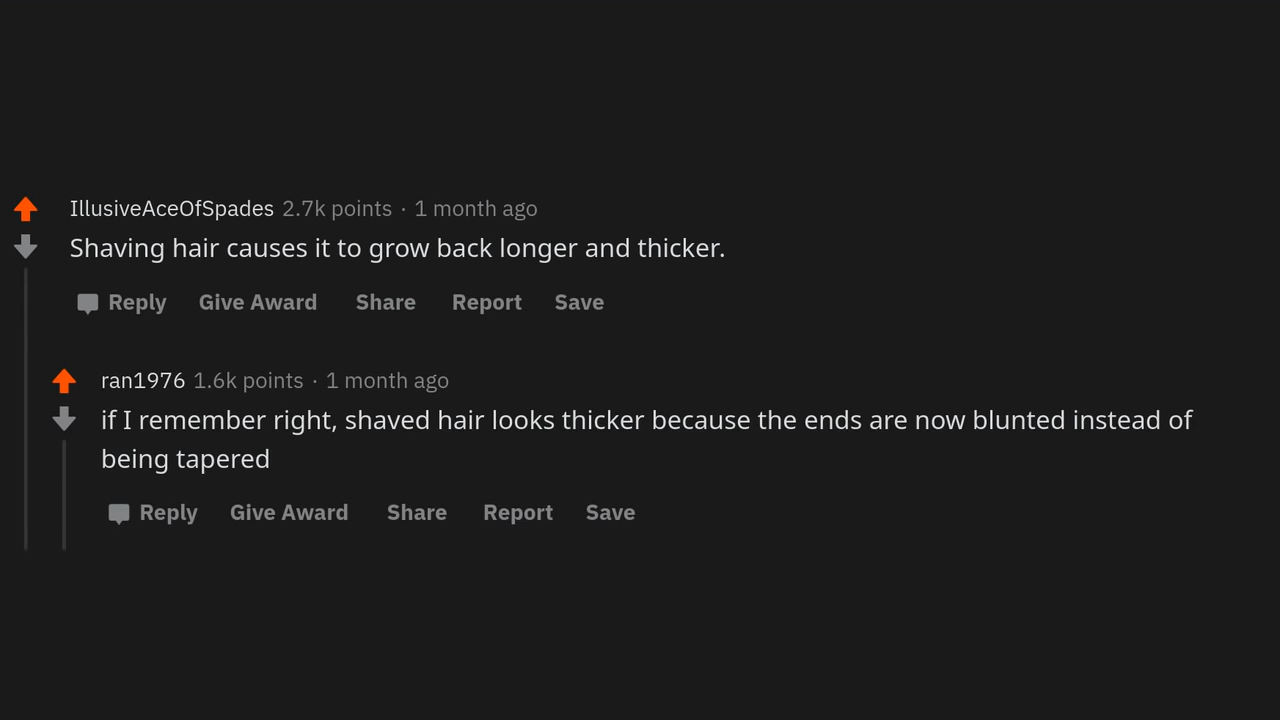 IllusiveAceOfSpades 2.7k points · 1 month ago
Shaving hair causes it to grow back longer and thicker.
Reply Give Award Share Report Save
ran1976 1.6k points · 1 month ago
if I remember right, shaved hair looks thicker because the ends are now blunted instead of
being tapered
Reply Give Award Share Report Save